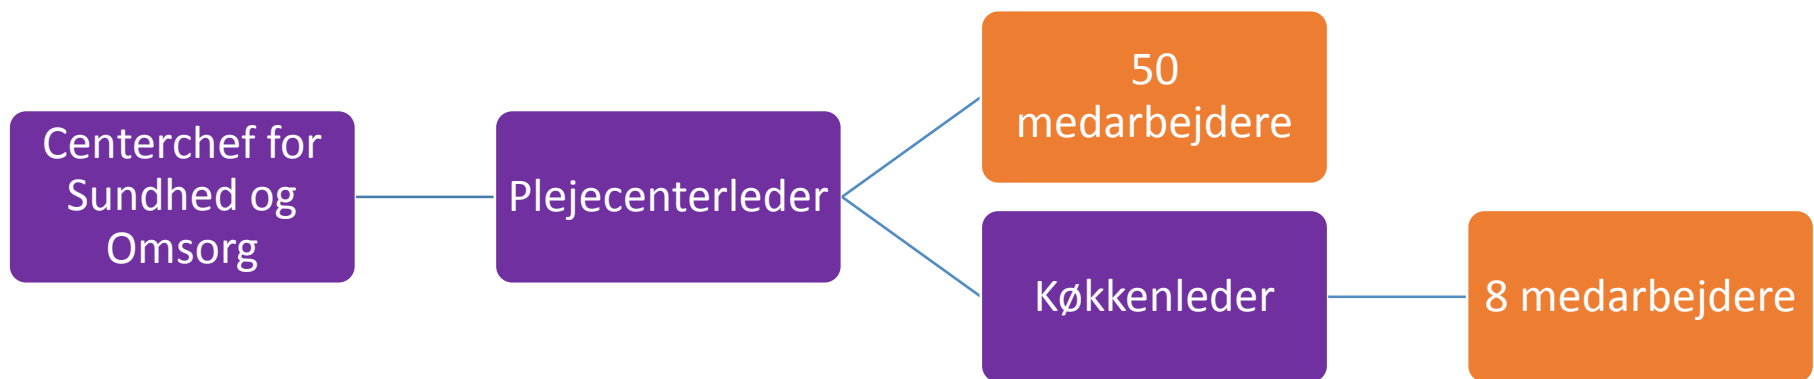 Centerchef for
Sundhed og
Omsorg
Plejecenterleder
50
medarbejdere
Køkkenleder
8 medarbejdere